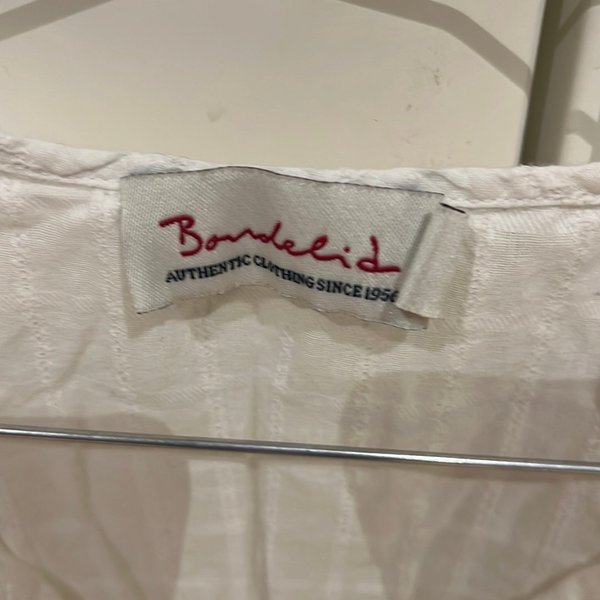 Bondelid
AUTHENTIC CLOTHING SINCE 1956